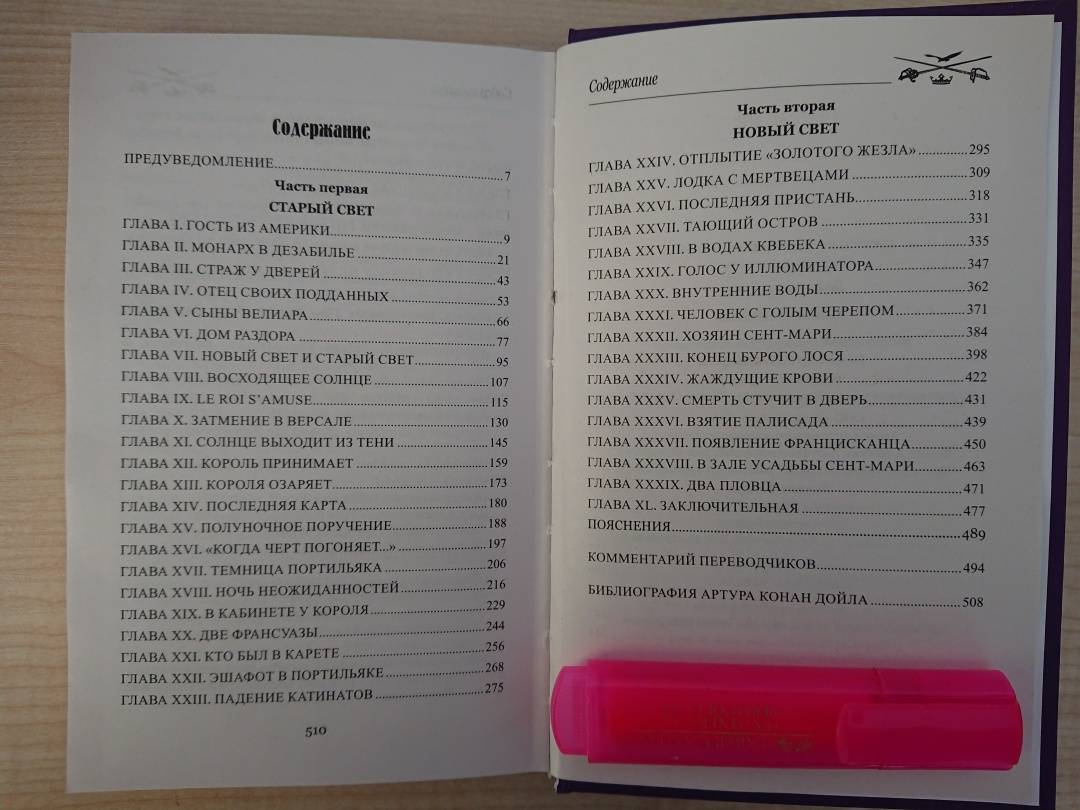 Содержание
ПРЕДУВЕДОМЛЕНИЕ 7
Часть первая
СТАРЫЙ СВЕТ
ГЛАВА I. ГОСТЬ ИЗ АМЕРИКИ 9
ГЛАВА II. МОНАРХ В ДЕЗАБИЛЬЕ 21
ГЛАВА III. СТРАЖ У ДВЕРЕЙ 43
ГЛАВА IV. ОТЕЦ СВОИХ ПОДДАННЫХ 53
ГЛАВА V. СЫНЫ ВЕЛИАРА 66
ГЛАВА VI. ДОМ РАЗДОРА 77
ГЛАВА VII. НОВЫЙ СВЕТ И СТАРЫЙ СВЕТ 95
ГЛАВА VIII. ВОСХОДЯЩЕЕ СОЛНЦЕ 107
ГЛАВА IX. LE ROI S’AMUSE 115
ГЛАВА X. ЗАТМЕНИЕ В ВЕРСАЛЕ 130
ГЛАВА XI. СОЛНЦЕ ВЫХОДИТ ИЗ ТЕНИ 145
ГЛАВА XII. КОРОЛЬ ПРИНИМАЕТ 159
ГЛАВА XIII. КОРОЛЯ ОЗАРЯЕТ 173
ГЛАВА XIV. ПОСЛЕДНЯЯ КАРТА 180
ГЛАВА XV. ПОЛУНОЧНОЕ ПОРУЧЕНИЕ 188
ГЛАВА XVI. «КОГДА ЧЕРТ ПОГОНЯЕТ...» 197
ГЛАВА XVII. ТЕМНИЦА ПОРТИЛЬЯКА 206
ГЛАВА XVIII. НОЧЬ НЕОЖИДАННОСТЕЙ 216
ГЛАВА XIX. В КАБИНЕТЕ У КОРОЛЯ 229
ГЛАВА XX. ДВЕ ФРАНСУАЗЫ 244
ГЛАВА XXI. КТО БЫЛ В КАРЕТЕ 256
ГЛАВА XXII. ЭШАФОТ В ПОРТИЛЬЯКЕ 268
ГЛАВА XXIII. ПАДЕНИЕ КАТИНАТОВ 275
510
Содержание
Часть вторая
НОВЫЙ СВЕТ
ГЛАВА XXIV. ОТПЛЫТИЕ «ЗОЛОТОГО ЖЕЗЛА» 295
ГЛАВА XXV. ЛОДКА С МЕРТВЕЦАМИ 309
ГЛАВА XXVI. ПОСЛЕДНЯЯ ПРИСТАНЬ 318
ГЛАВА XXVII. ТАЮЩИЙ ОСТРОВ 331
ГЛАВА XXVIII. В ВОДАХ КВЕБЕКА 335
ГЛАВА XXIX. ГОЛОС У ИЛЛЮМИНАТОРА 347
ГЛАВА XXX. ВНУТРЕННИЕ ВОДЫ 362
ГЛАВА XXXI. ЧЕЛОВЕК С ГОЛЫМ ЧЕРЕПОМ 371
ГЛАВА XXXII. ХОЗЯИН СЕНТ-МАРИ 384
ГЛАВА XXXIII. КОНЕЦ БУРОГО ЛОСЯ 398
ГЛАВА XXXIV. ЖАЖДУЩИЕ КРОВИ 422
ГЛАВА XXXV. СМЕРТЬ СТУЧИТ В ДВЕРЬ 431
ГЛАВА XXXVI. ВЗЯТИЕ ПАЛИСАДА 439
ГЛАВА XXXVII. ПОЯВЛЕНИЕ ФРАНЦИСКАНЦА 450
ГЛАВА XXXVIII. В ЗАЛЕ УСАДЬБЫ СЕНТ-МАРИ 463
ГЛАВА XXXIX. ДВА ПЛОВЦА 471
ГЛАВА XL. ЗАКЛЮЧИТЕЛЬНАЯ 477
ПОЯСНЕНИЯ 489
КОММЕНТАРИЙ ПЕРЕВОДЧИКОВ 494
БИБЛИОГРАФИЯ АРТУРА КОНАН ДОЙЛА 508